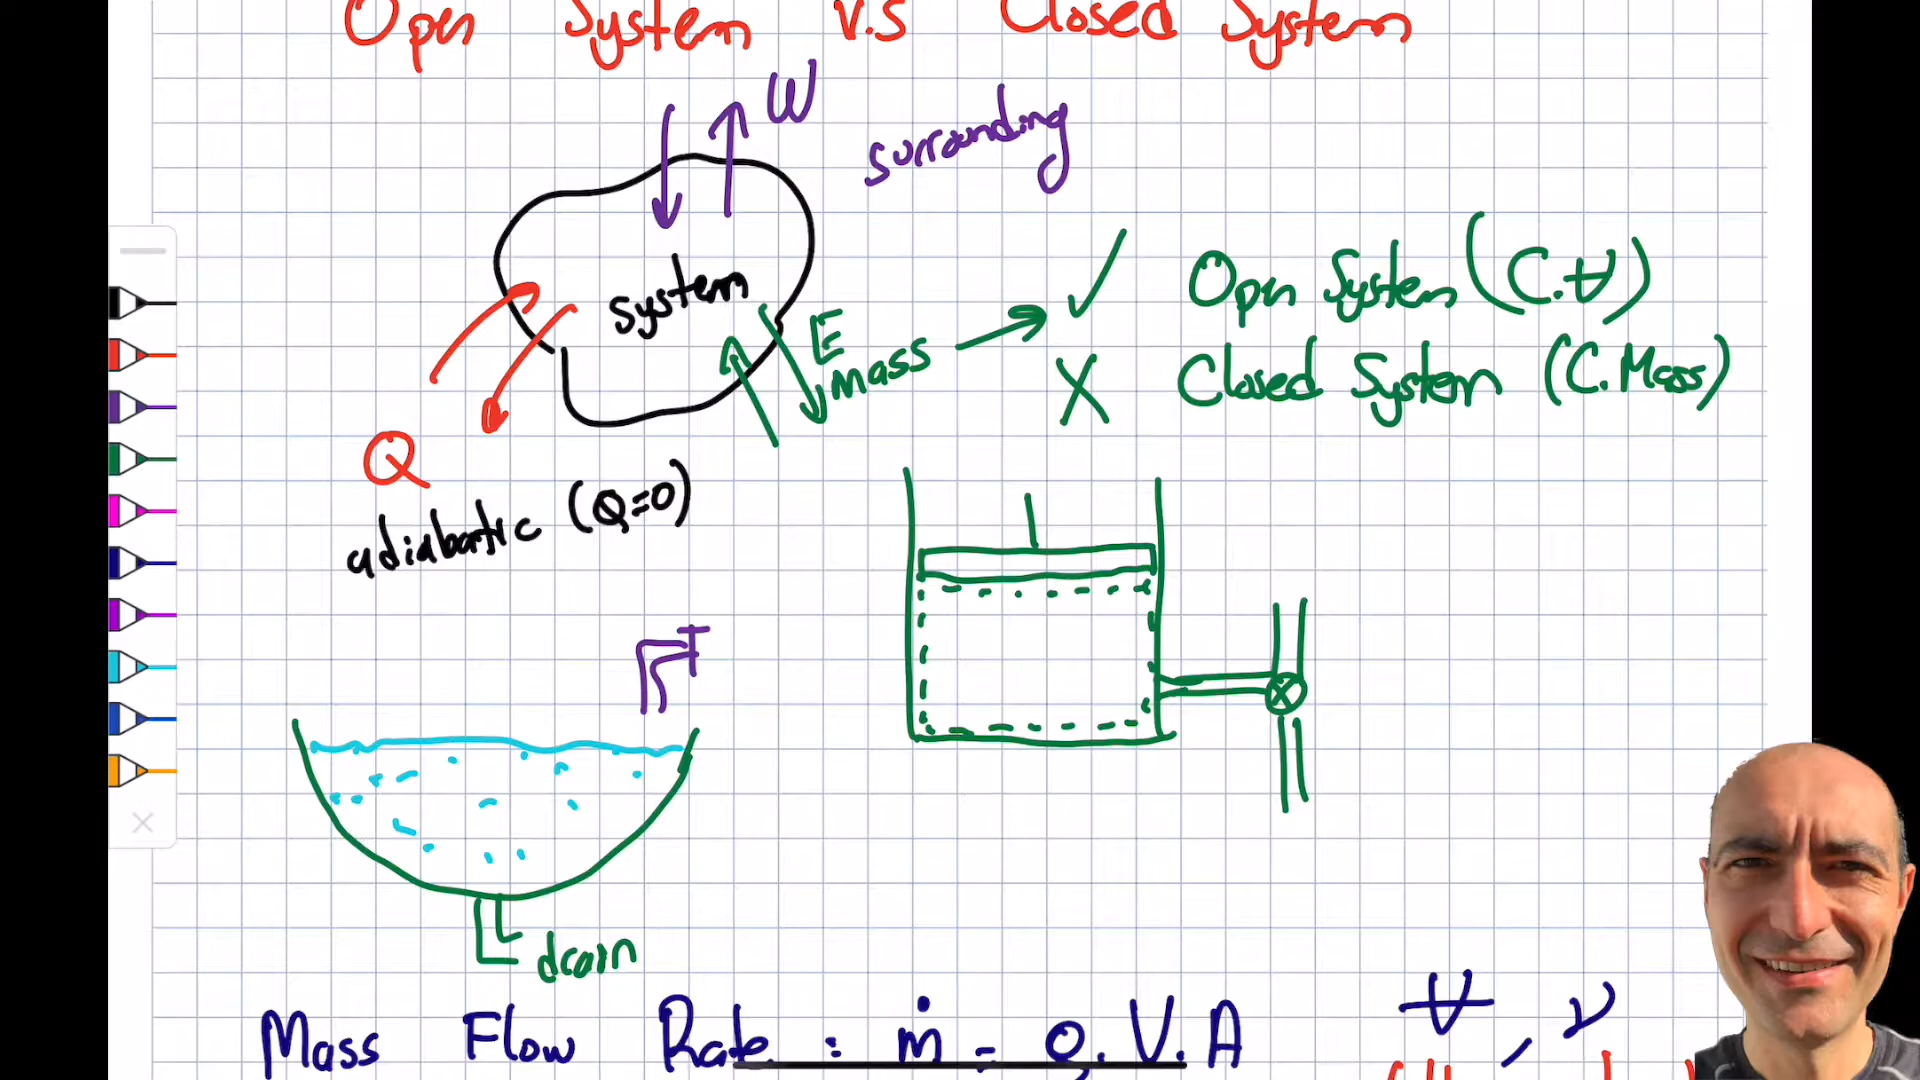 Open System V.S Closed System
W
surrounding
system
E
mass
✓ Open System (C.V)
X Closed System (C.Mass)
Q
adiabatic (Q=0)
drain
Mass Flow Rate : ṁ = ρ.V.A
V, ν